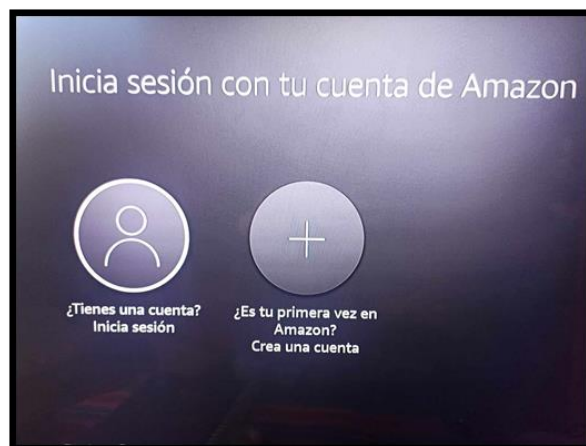 Inicia sesión con tu cuenta de Amazon
¿Tienes una cuenta?
Inicia sesión
¿Es tu primera vez en
Amazon?
Crea una cuenta